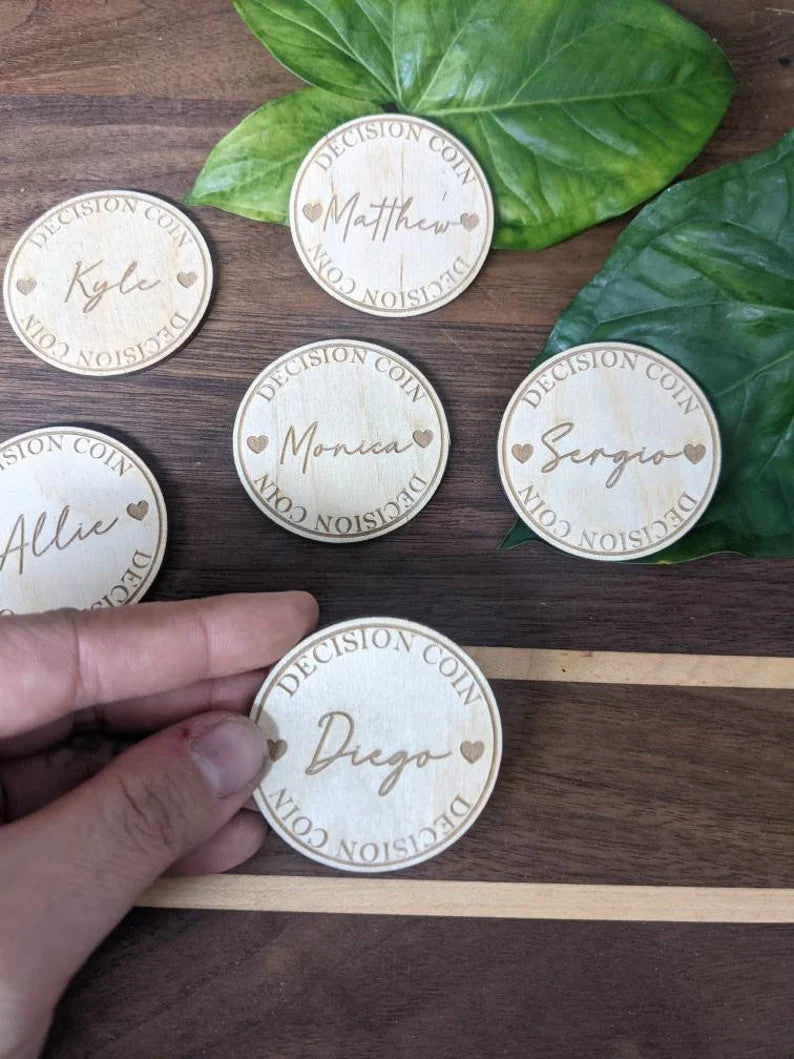 DECISION COIN
Matthew
DECISION COIN
DECISION COIN
Kyle
DECISION COIN
DECISION COIN
Monica
DECISION COIN
DECISION COIN
Sergio
DECISION COIN
ISION COIN
Allie
DECISION
DECISION COIN
Diego
DECISION COIN